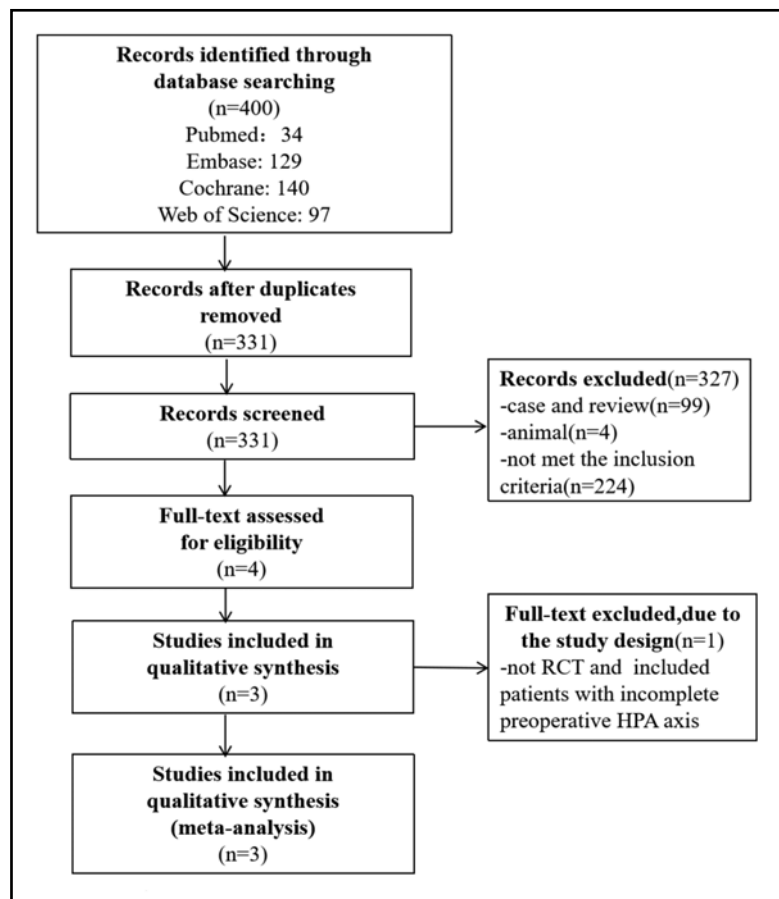 Records identified through
database searching
(n=400)
Pubmed：34
Embase: 129
Cochrane: 140
Web of Science: 97
Records after duplicates
removed
(n=331)
Records screened
(n=331)
Records excluded(n=327)
-case and review(n=99)
-animal(n=4)
-not met the inclusion
criteria(n=224)
Full-text assessed
for eligibility
(n=4)
Studies included in
qualitative synthesis
(n=3)
Full-text excluded,due to
the study design(n=1)
-not RCT and included
patients with incomplete
preoperative HPA axis
Studies included in
qualitative synthesis
(meta-analysis)
(n=3)